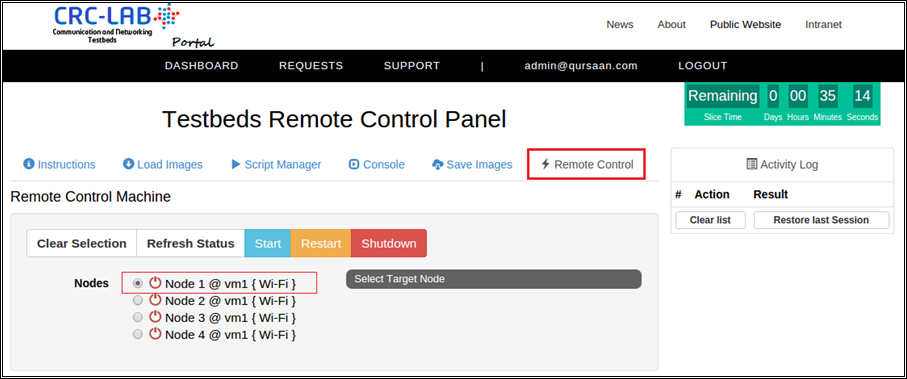 CRC-LAB
Communication and Networking
Testbeds
Portal
News About Public Website Intranet
DASHBOARD REQUESTS SUPPORT | admin@qursaan.com LOGOUT
Remaining 0 00 35 14
Slice Time Days Hours Minutes Seconds
Testbeds Remote Control Panel
Instructions Load Images Script Manager Console Save Images Remote Control
Activity Log
# Action Result
Clear list Restore last Session
Remote Control Machine
Clear Selection Refresh Status Start Restart Shutdown
Nodes
Node 1 @ vm1 { Wi-Fi }
Node 2 @ vm1 { Wi-Fi }
Node 3 @ vm1 { Wi-Fi }
Node 4 @ vm1 { Wi-Fi }
Select Target Node